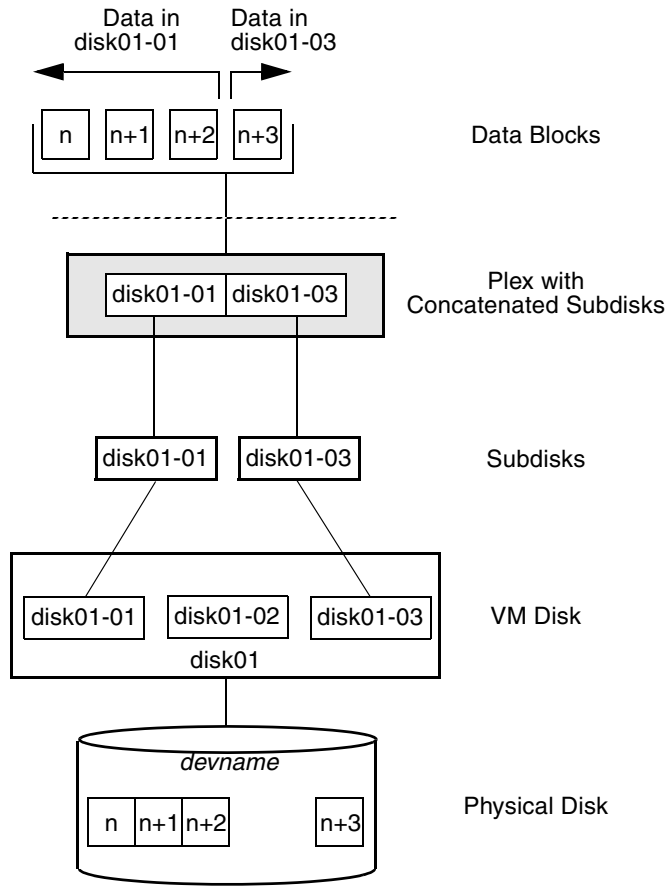 Data in
disk01-01
Data in
disk01-03
n
n+1
n+2
n+3
Data Blocks
disk01-01
disk01-03
Plex with
Concatenated Subdisks
disk01-01
disk01-03
Subdisks
disk01-01
disk01-02
disk01-03
disk01
VM Disk
devname
n
n+1
n+2
n+3
Physical Disk